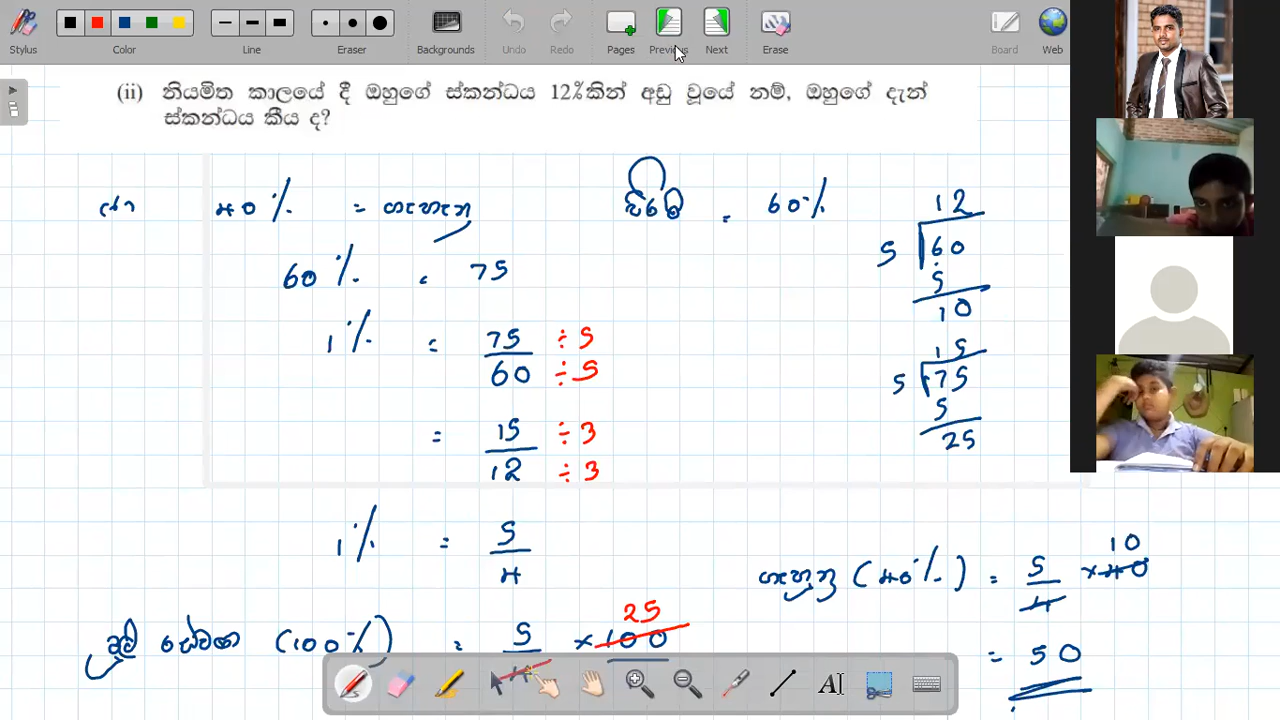 Stylus Color Line Eraser Backgrounds Undo Redo Pages Previous Next Erase Board Web
(ii) නියමිත කාලයේ දී ඔහුගේ ස්කන්ධය 12%කින් අඩු වූයේ නම්, ඔහුගේ දැන්
ස්කන්ධය කීය ද?
40% = ගැහැනු
පිරිමි = 60%
60% = 75
1% = 75/60 ÷5 ÷5
= 15/12 ÷3 ÷3
1% = 5/4
මුළු සේවක (100%) = 5 × 100
25
12
5 60
5
10
15
5 75
5
25
ගැහැනු (40%) = 5/4 × 40
10
= 50